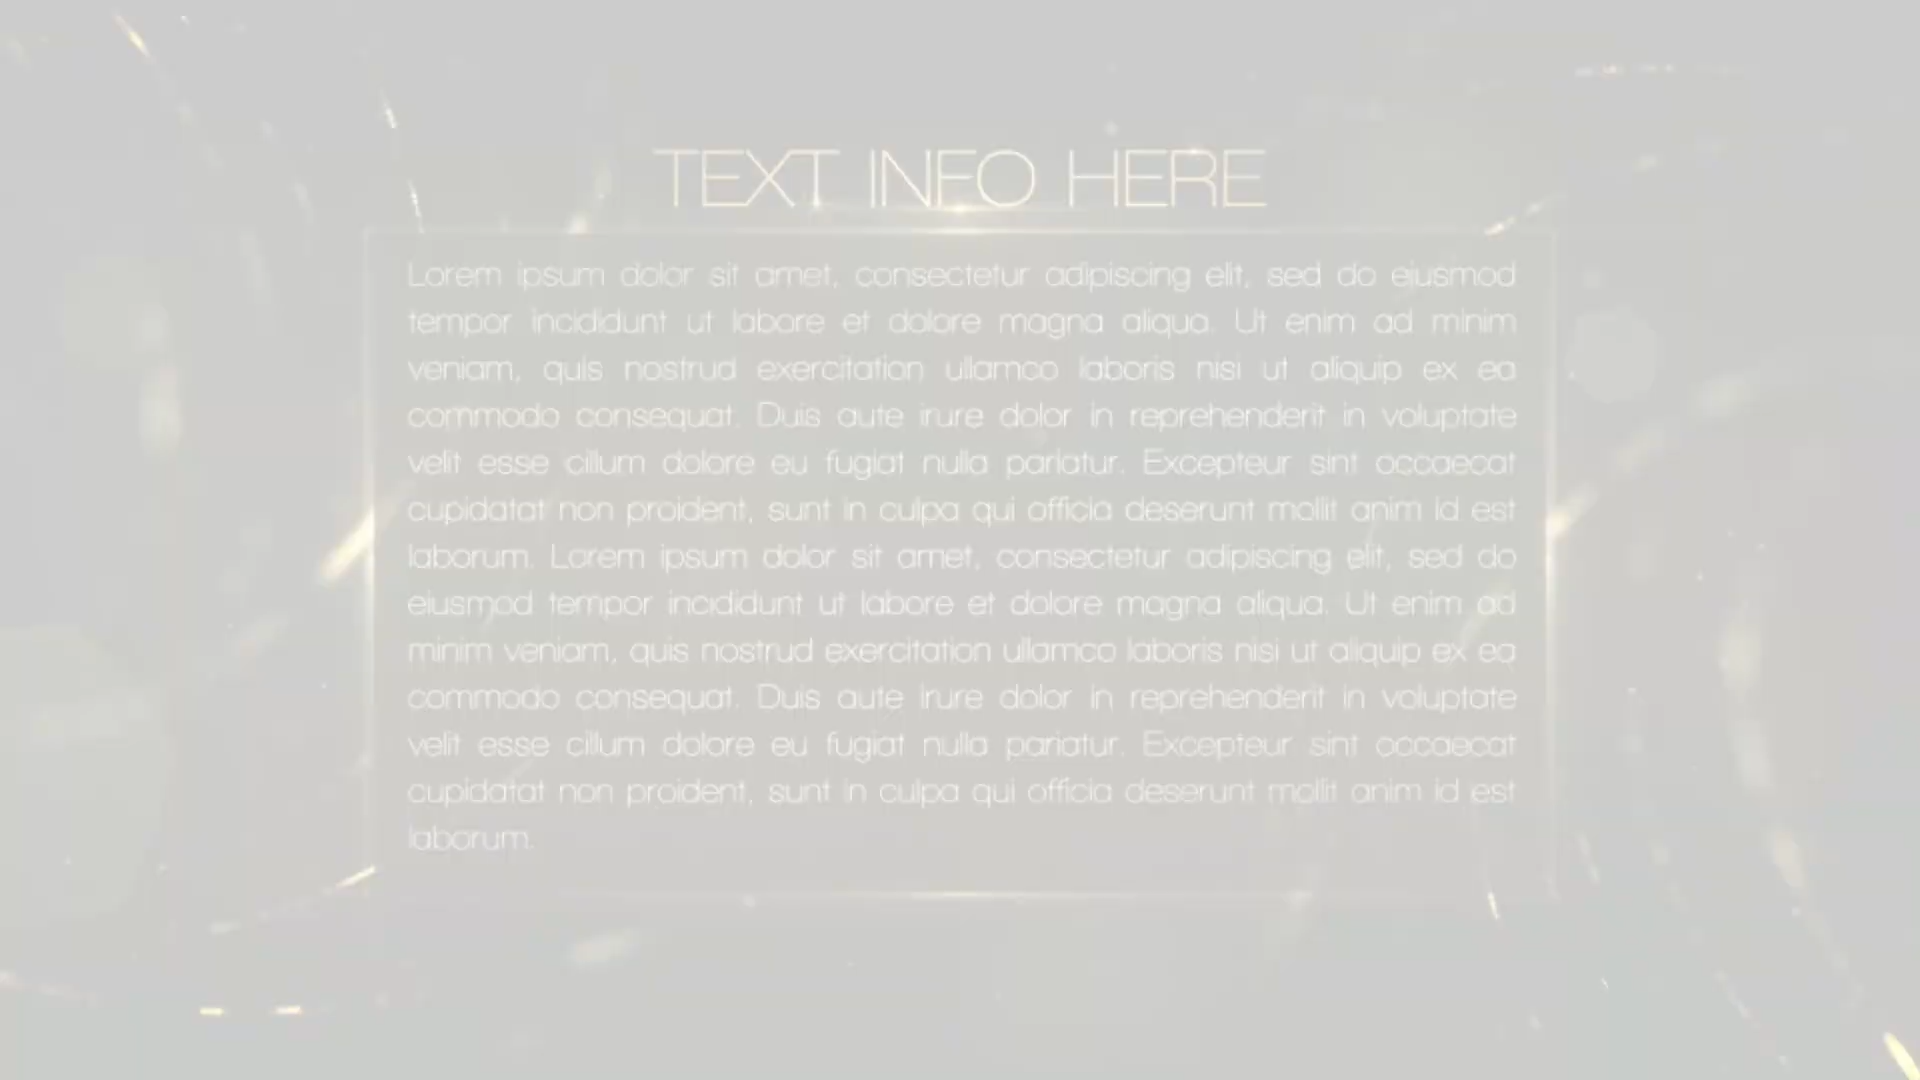 TEXT INFO HERE
Lorem ipsum dolor sit amet, consectetur adipiscing elit, sed do eiusmod
tempor incididunt ut labore et dolore magna aliqua. Ut enim ad minim
veniam, quis nostrud exercitation ullamco laboris nisi ut aliquip ex ea
commodo consequat. Duis aute irure dolor in reprehenderit in voluptate
velit esse cillum dolore eu fugiat nulla pariatur. Excepteur sint occaecat
cupidatat non proident, sunt in culpa qui officia deserunt mollit anim id est
laborum. Lorem ipsum dolor sit amet, consectetur adipiscing elit, sed do
eiusmod tempor incididunt ut labore et dolore magna aliqua. Ut enim ad
minim veniam, quis nostrud exercitation ullamco laboris nisi ut aliquip ex ea
commodo consequat. Duis aute irure dolor in reprehenderit in voluptate
velit esse cillum dolore eu fugiat nulla pariatur. Excepteur sint occaecat
cupidatat non proident, sunt in culpa qui officia deserunt mollit anim id est
laborum.